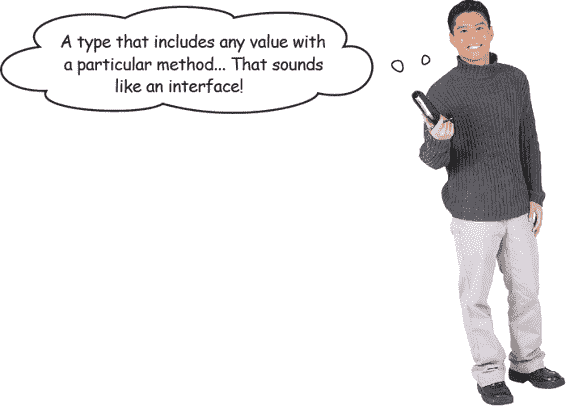 A type that includes any value with
a particular method... That sounds
like an interface!